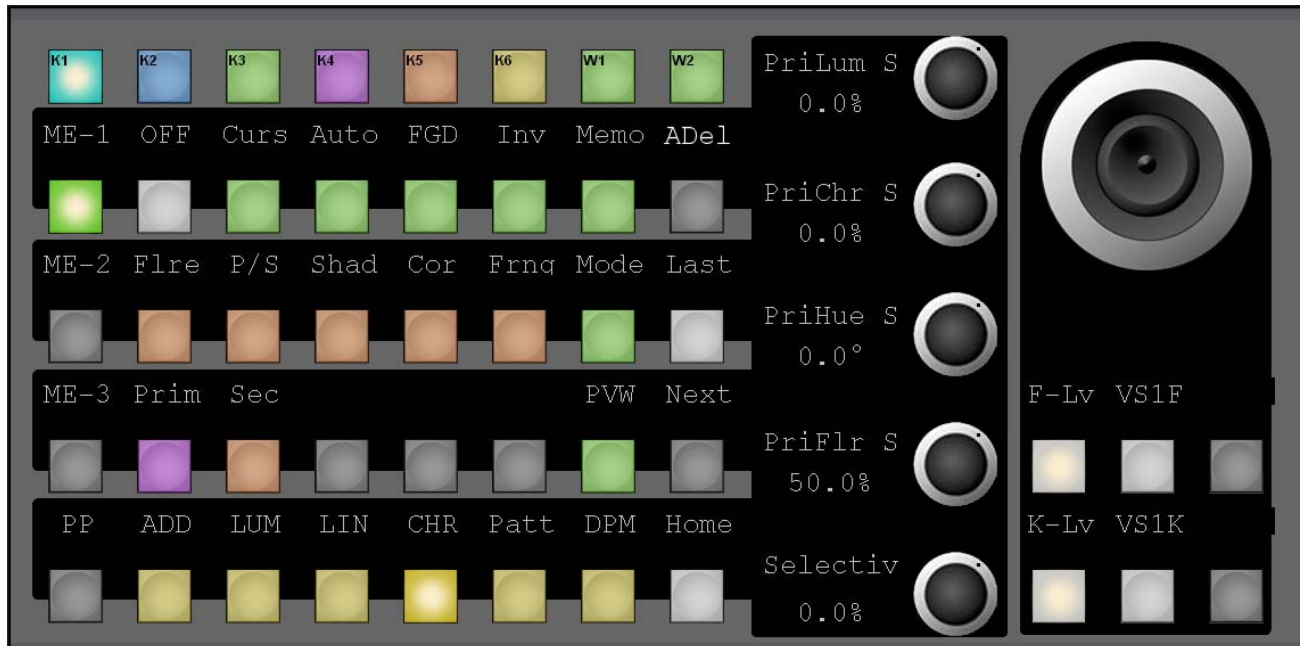 K1 K2 K3 K4 K5 K6 W1 W2
PriLum S
0.0%
ME-1 OFF Curs Auto FGD Inv Memo ADel
PriChr S
0.0%
ME-2 Flre P/S Shad Cor Frng Mode Last
PriHue S
0.0°
ME-3 Prim Sec PVW Next
F-Lv VS1F
PriFlr S
50.0%
PP ADD LUM LIN CHR Patt DPM Home
K-Lv VS1K
Selectiv
0.0%